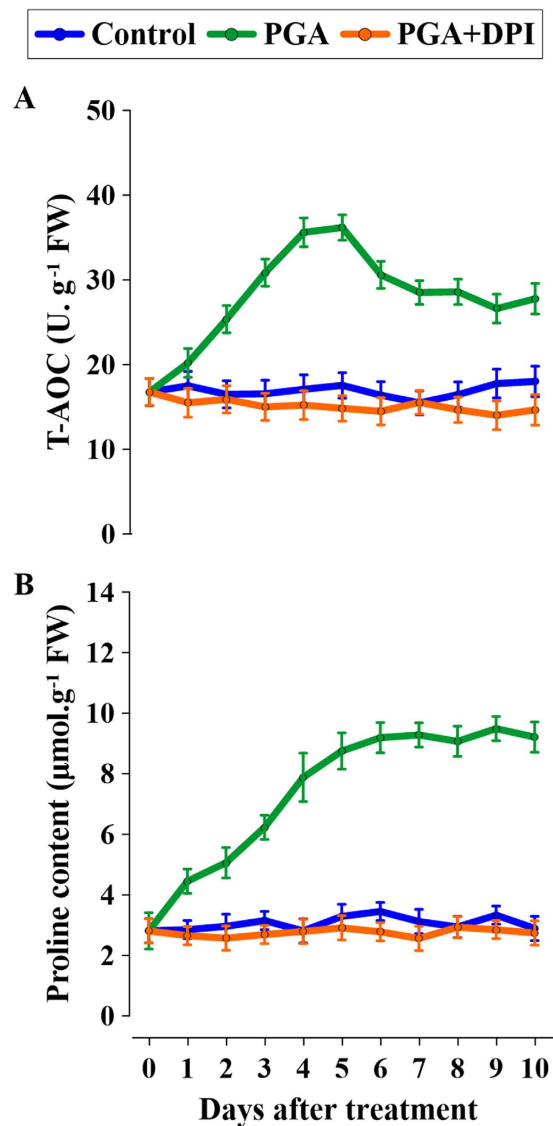 Control PGA PGA+DPI
A
T-AOC (U. g⁻¹ FW)
50
40
30
20
10
0
B
Proline content (µmol.g⁻¹ FW)
14
12
10
8
6
4
2
0
0 1 2 3 4 5 6 7 8 9 10
Days after treatment